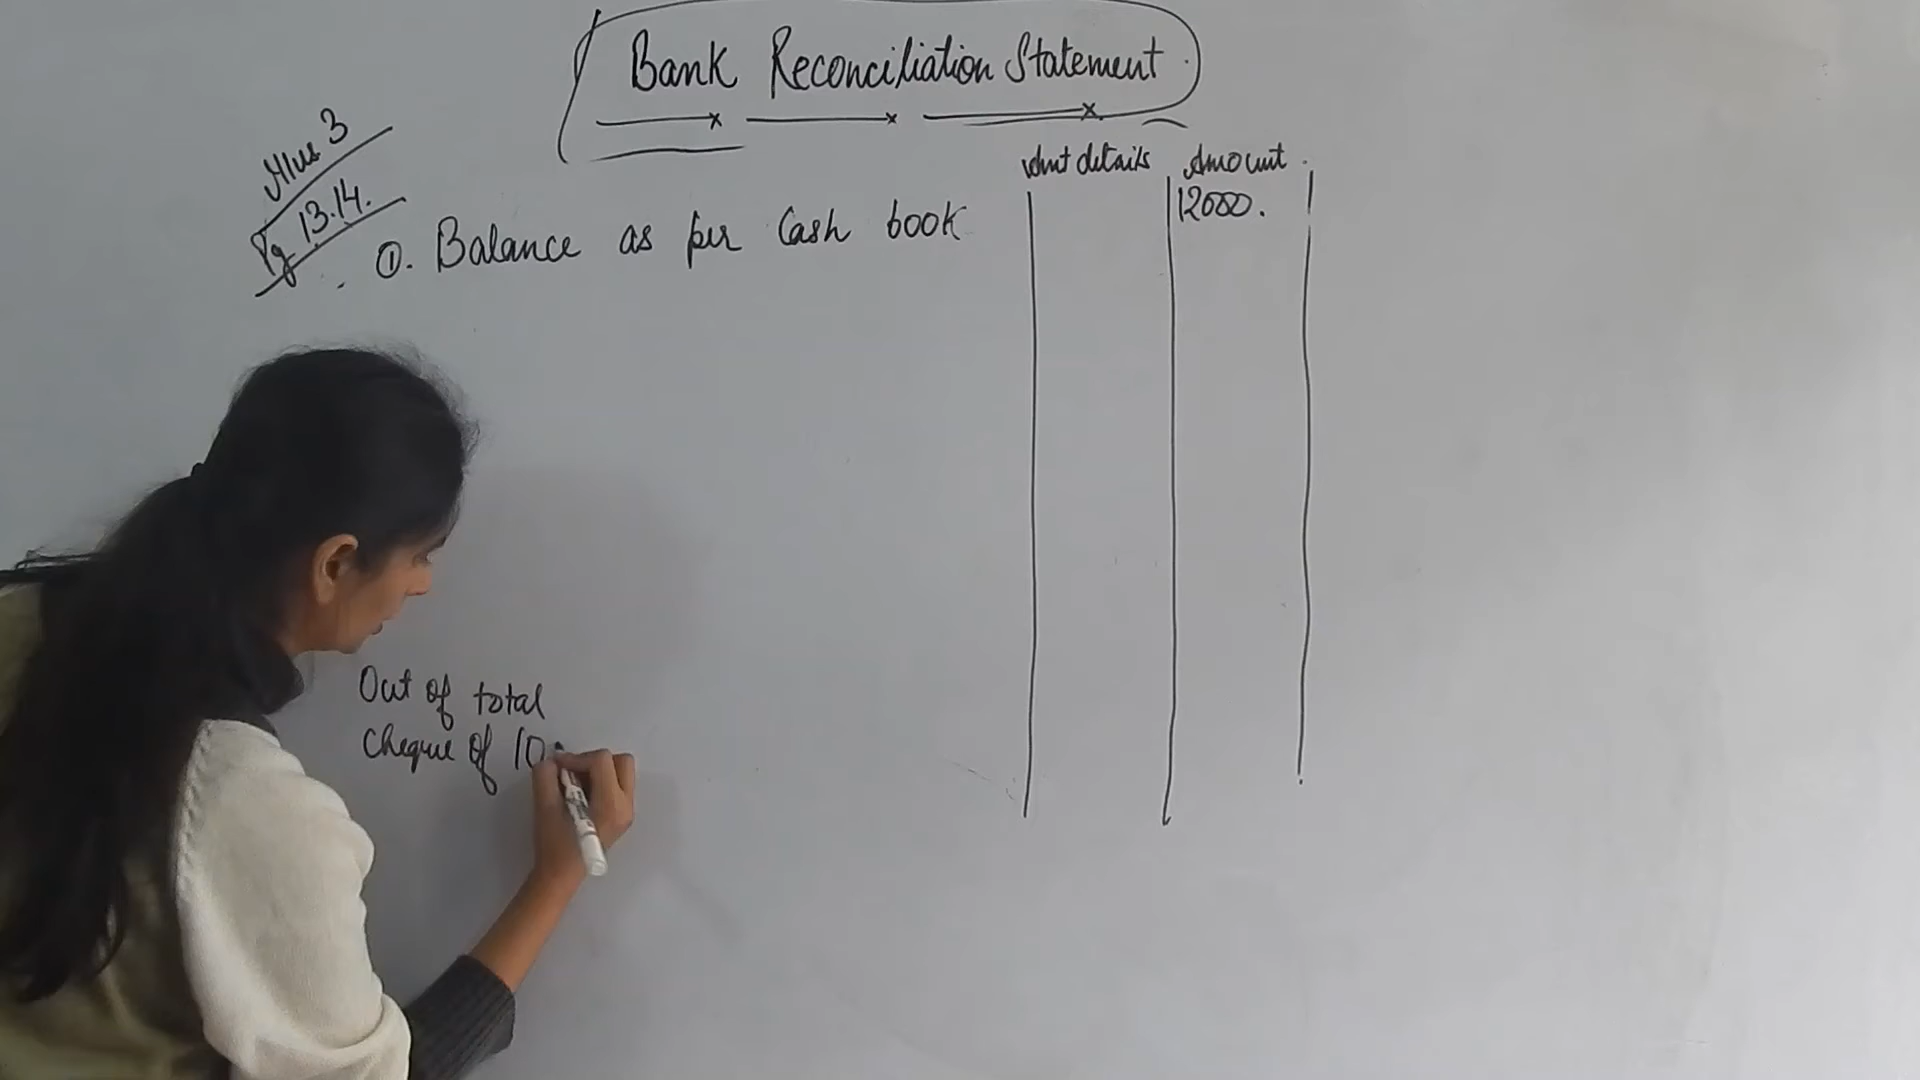 Bank Reconciliation Statement
Illus 3
Pg 13.14.
details Amount
12000.
①. Balance as per Cash book
Out of total
Cheque of 10